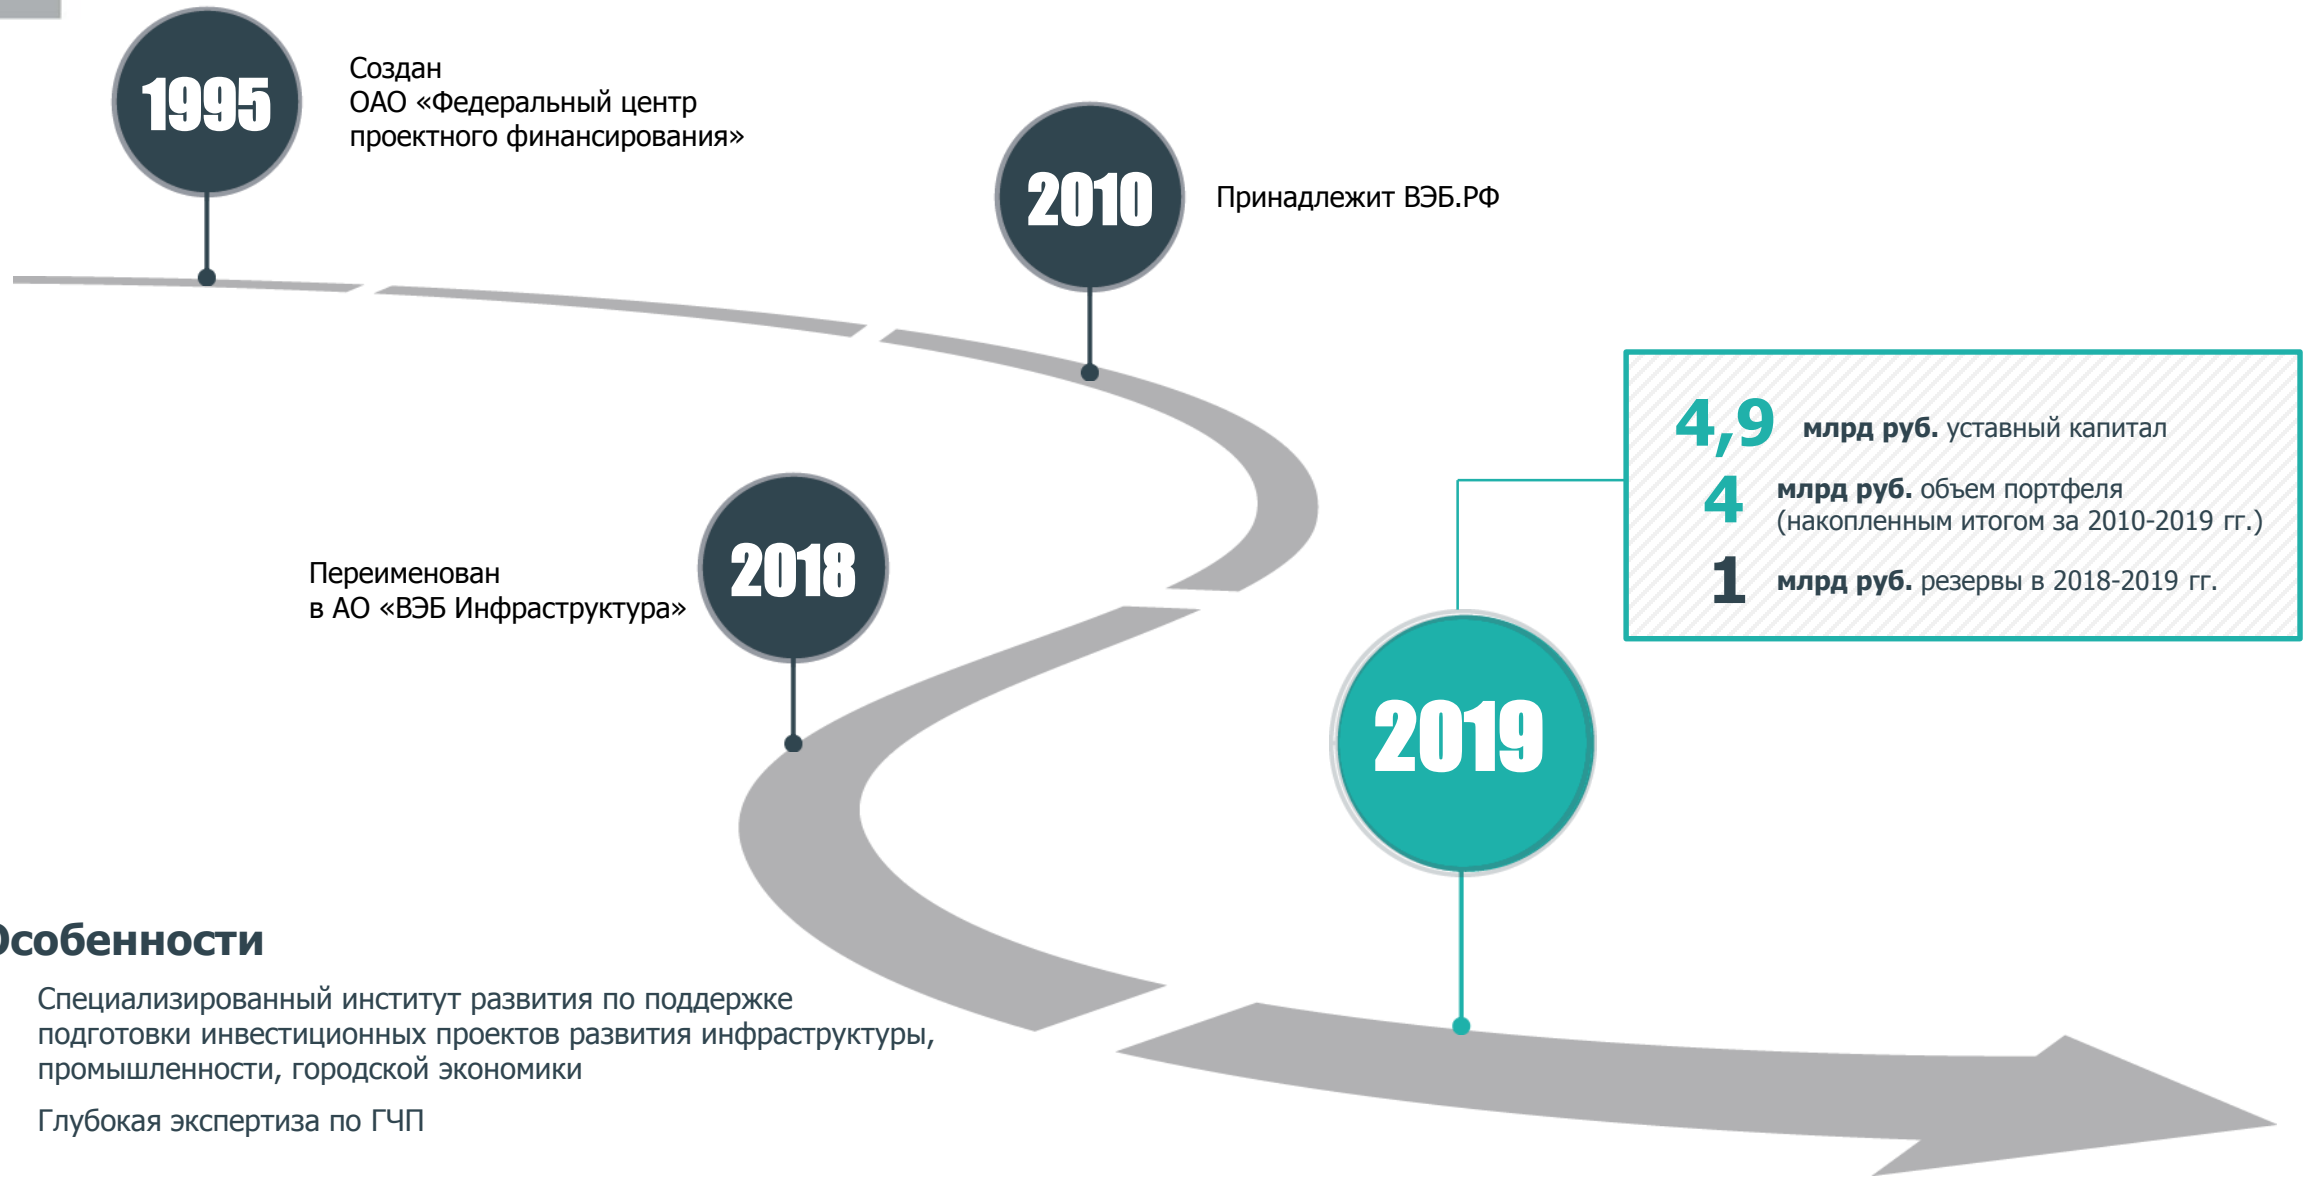 1995
Создан
ОАО «Федеральный центр
проектного финансирования»
2010
Принадлежит ВЭБ.РФ
4,9 млрд руб. уставный капитал
4 млрд руб. объем портфеля
(накопленным итогом за 2010-2019 гг.)
1 млрд руб. резервы в 2018-2019 гг.
Переименован
в АО «ВЭБ Инфраструктура»
2018
2019
Особенности
Специализированный институт развития по поддержке
подготовки инвестиционных проектов развития инфраструктуры,
промышленности, городской экономики
Глубокая экспертиза по ГЧП